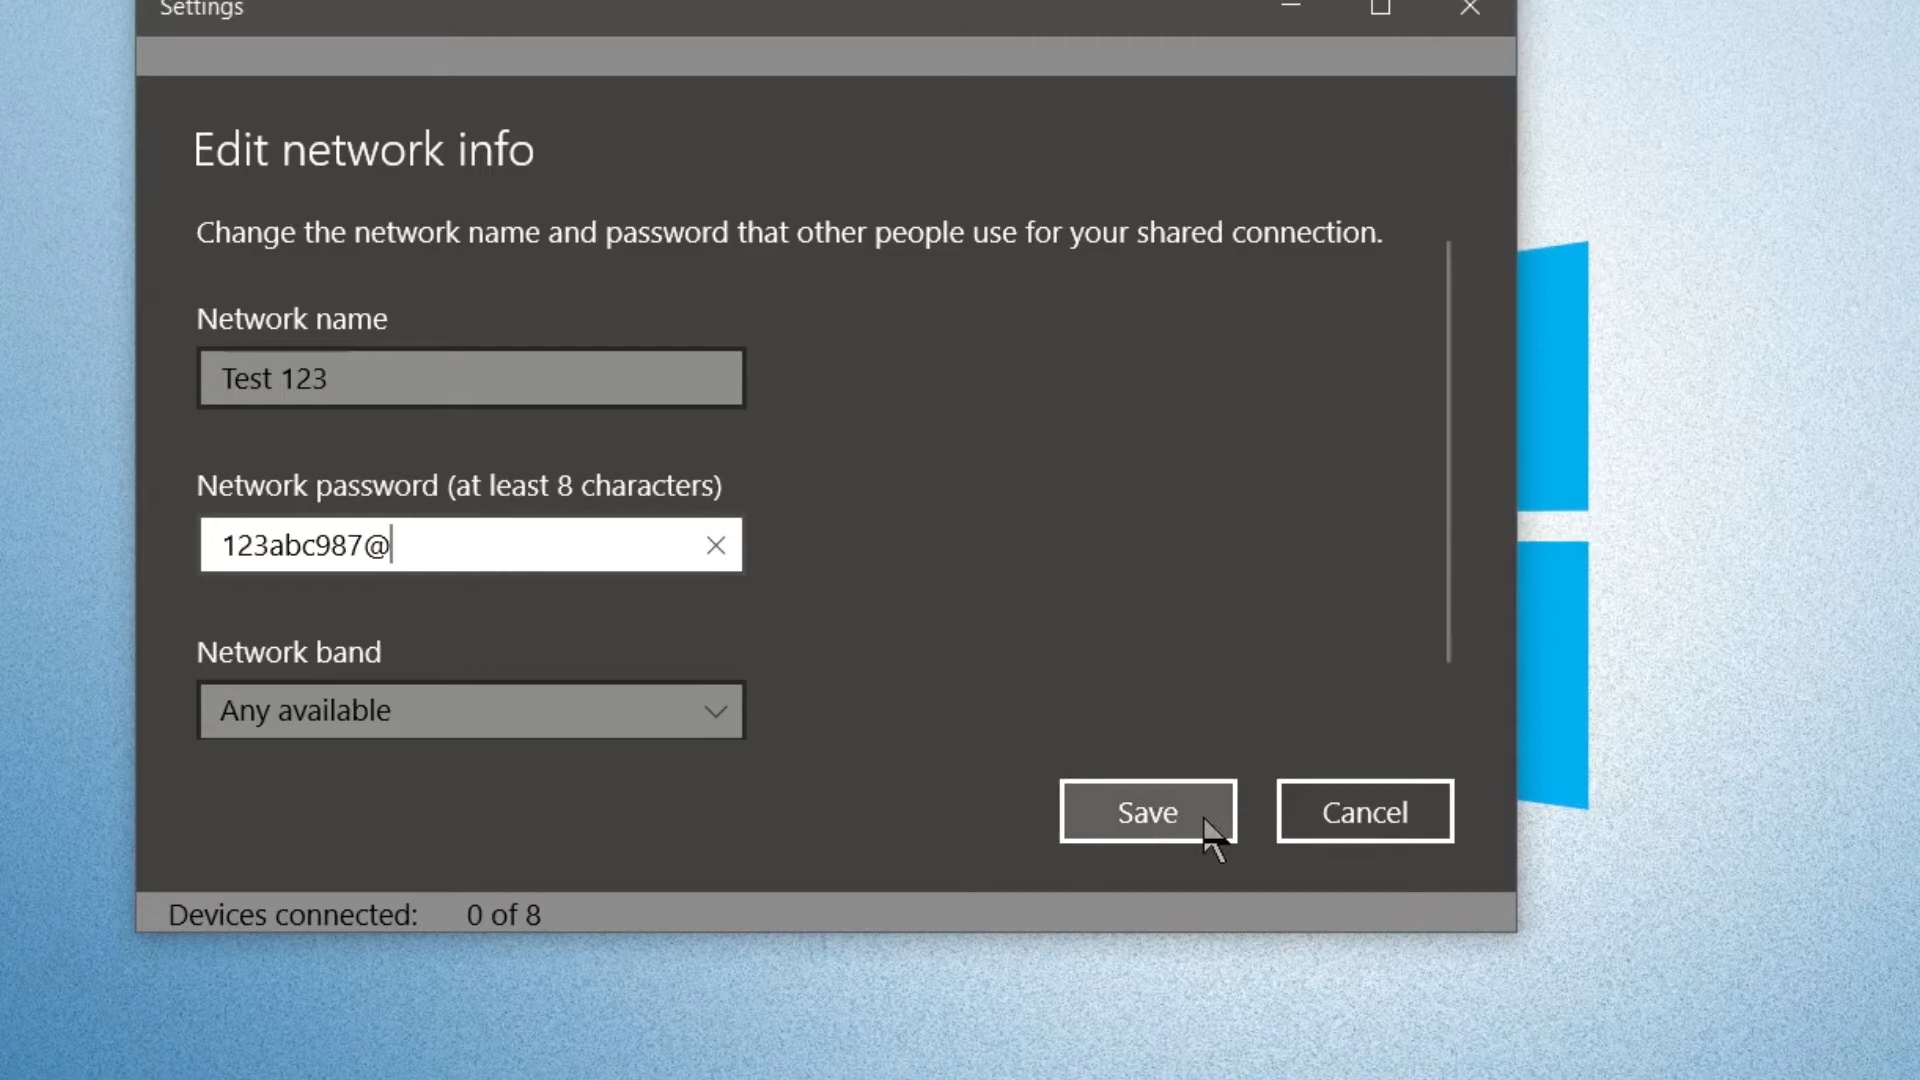 Settings
Edit network info
Change the network name and password that other people use for your shared connection.
Network name
Test 123
Network password (at least 8 characters)
123abc987@
Network band
Any available
Save Cancel
Devices connected: 0 of 8